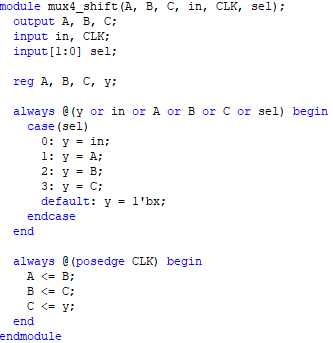 module mux4_shift(A, B, C, in, CLK, sel);
output A, B, C;
input in, CLK;
input[1:0] sel;
reg A, B, C, y;
always @(y or in or A or B or C or sel) begin
case(sel)
0: y = in;
1: y = A;
2: y = B;
3: y = C;
default: y = 1'bx;
endcase
end
always @(posedge CLK) begin
A <= B;
B <= C;
C <= y;
end
endmodule